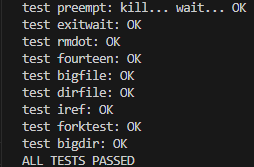 test preempt: kill... wait... OK
test exitwait: OK
test rmdot: OK
test fourteen: OK
test bigfile: OK
test dirfile: OK
test iref: OK
test forktest: OK
test bigdir: OK
ALL TESTS PASSED